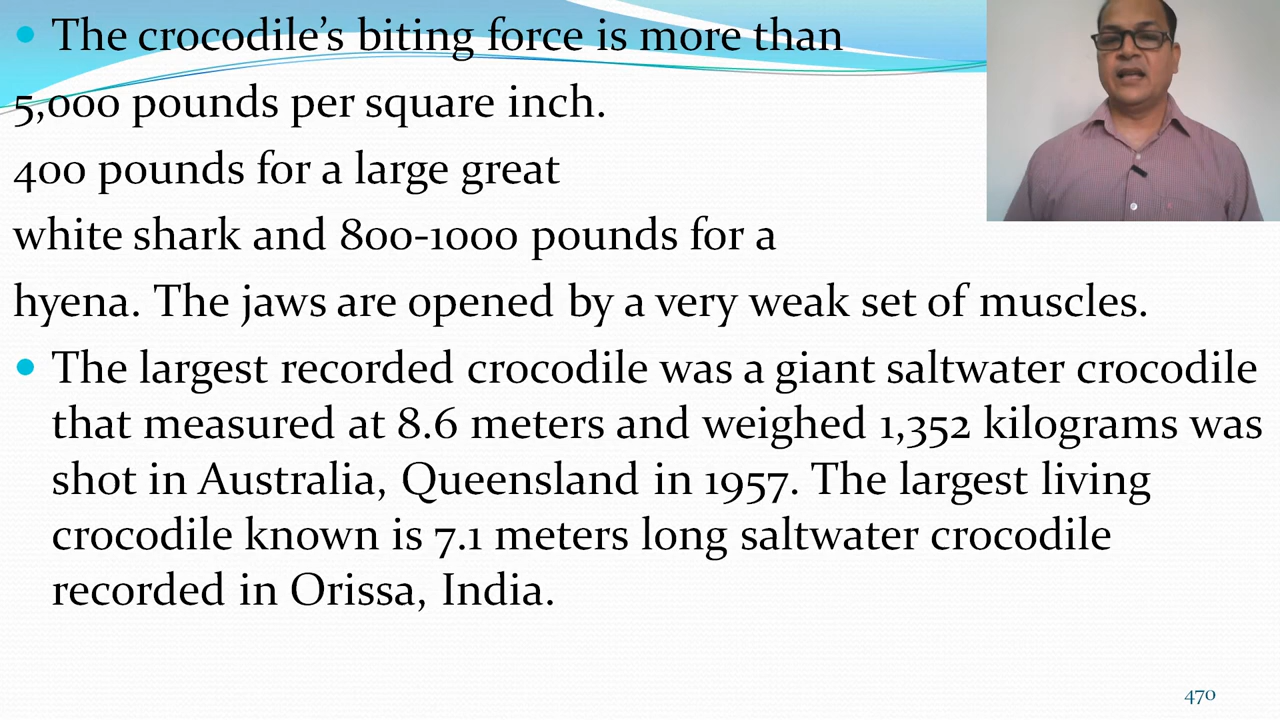 The crocodile's biting force is more than
5,000 pounds per square inch.
400 pounds for a large great
white shark and 800-1000 pounds for a
hyena. The jaws are opened by a very weak set of muscles.
The largest recorded crocodile was a giant saltwater crocodile
that measured at 8.6 meters and weighed 1,352 kilograms was
shot in Australia, Queensland in 1957. The largest living
crocodile known is 7.1 meters long saltwater crocodile
recorded in Orissa, India.
470